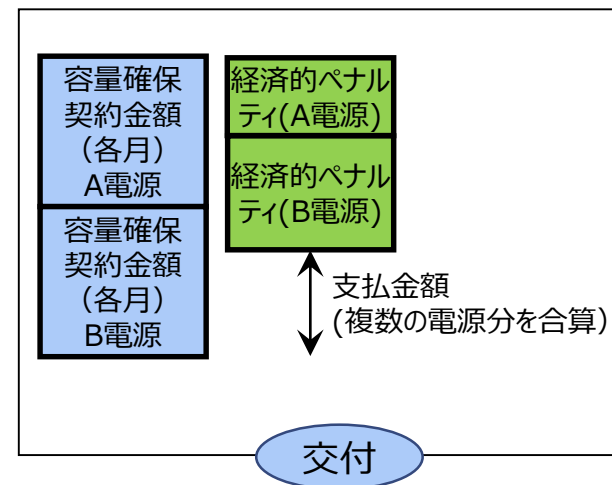 容量確保
契約金額
（各月）
A電源
容量確保
契約金額
（各月）
B電源
経済的ペナル
ティ(A電源)
経済的ペナル
ティ(B電源)
支払金額
(複数の電源分を合算）
交付